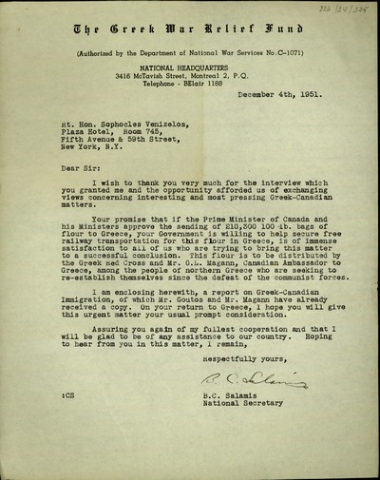 The Greek War Relief Fund
(Authorized by the Department of National War Services No.C-1071)
NATIONAL HEADQUARTERS
3416 McTavish Street, Montreal 2, P.Q.
Telephone - BElair 1188
December 4th, 1951.
Rt. Hon. Sophocles Venizelos,
Plaza Hotel, Room 745,
Fifth Avenue & 59th Street,
New York, N.Y.
Dear Sir:
I wish to thank you very much for the interview which
you granted me and the opportunity afforded us of exchanging
views concerning interesting and most pressing Greek-Canadian
matters.
Your promise that if the Prime Minister of Canada and
his Ministers approve the sending of 210,300 100-lb. bags of
flour to Greece, your Government is willing to help secure free
railway transportation for this flour in Greece, is of immense
satisfaction to all of us who are trying to bring this matter
to a successful conclusion. This flour is to be distributed by
the Greek Red Cross and Mr. G.L. Magann, Canadian Ambassador to
Greece, among the people of northern Greece who are seeking to
re-establish themselves since the defeat of the communist forces.
I am enclosing herewith, a report on Greek-Canadian
Immigration, of which Mr. Goutos and Mr. Magann have already
received a copy. On your return to Greece, I hope you will give
this urgent matter your usual prompt consideration.
Assuring you again of my fullest cooperation and that I
will be glad to be of any assistance to our country. Hoping
to hear from you in this matter, I remain,
Respectfully yours,
B. C. Salamis
B.C. Salamis
National Secretary
:CS